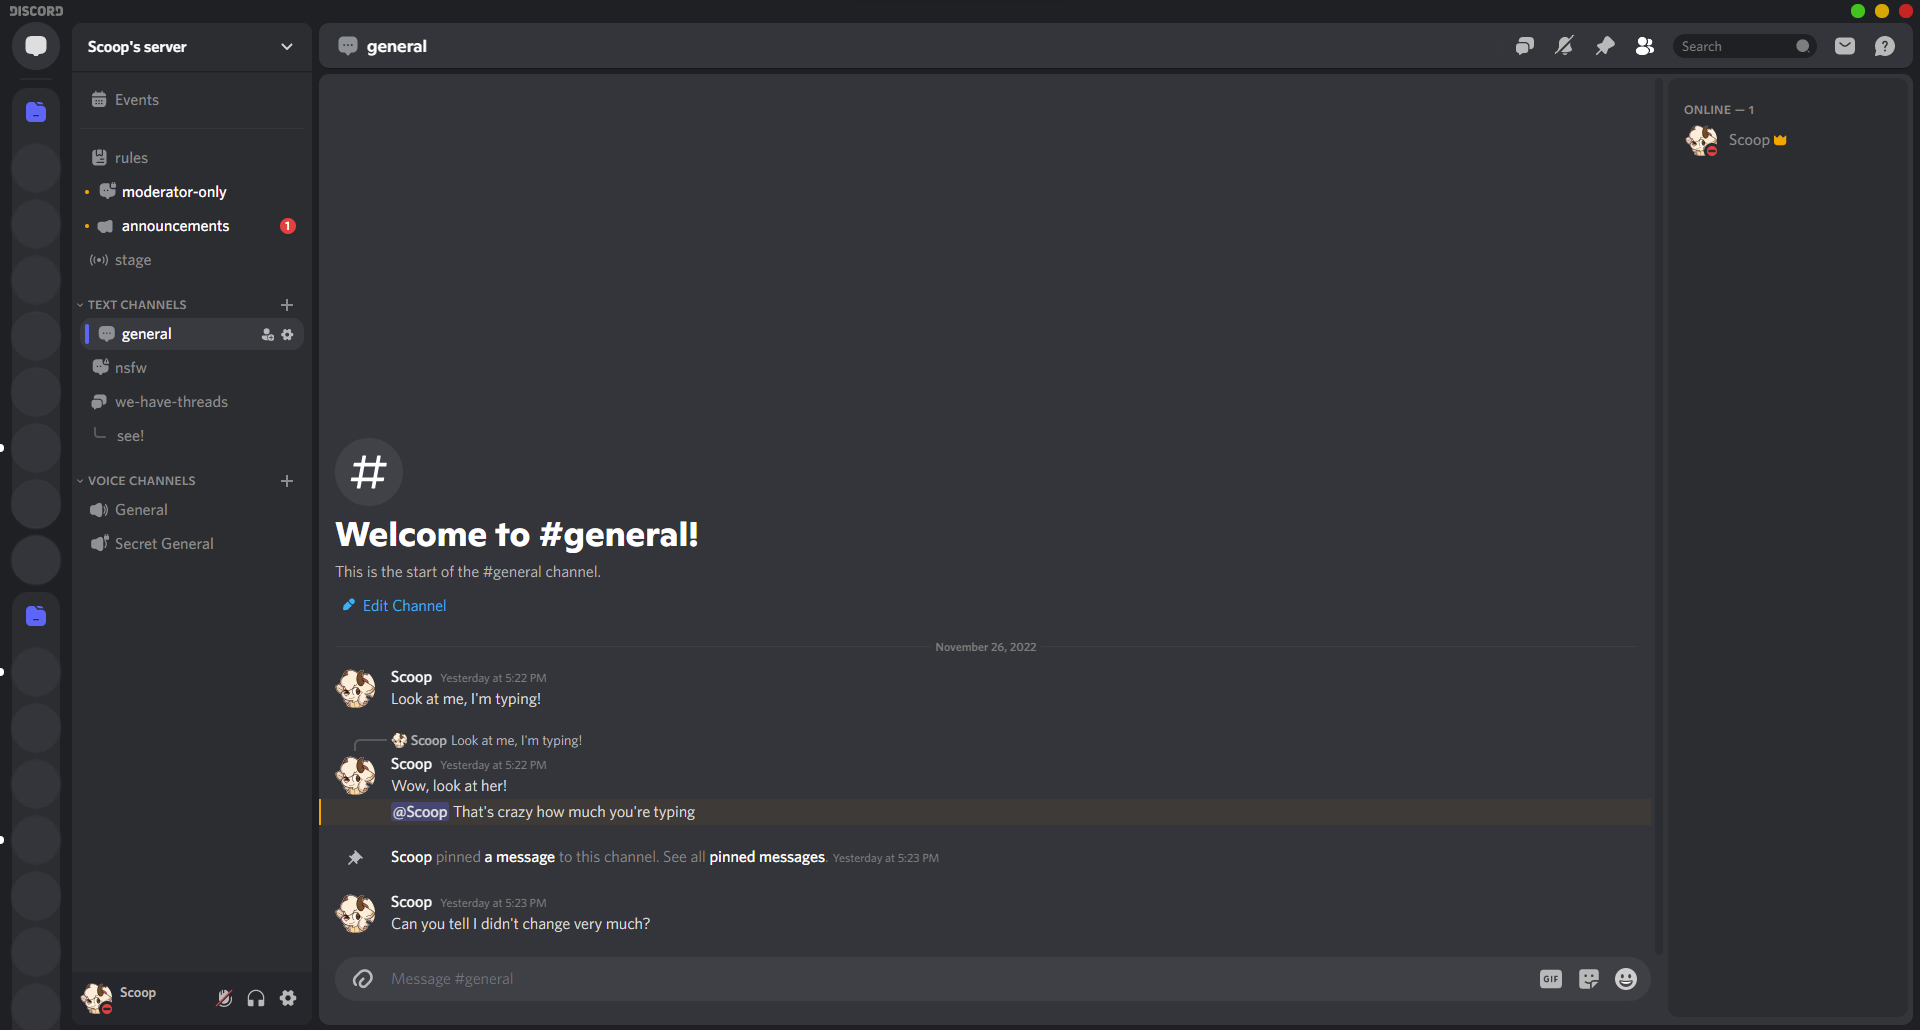 DISCORD
Scoop's server
Events
rules
moderator-only
announcements
1
stage
TEXT CHANNELS
general
nsfw
we-have-threads
see!
VOICE CHANNELS
General
Secret General
Scoop
general
Search
?
#
Welcome to #general!
This is the start of the #general channel.
Edit Channel
November 26, 2022
Scoop Yesterday at 5:22 PM
Look at me, I'm typing!
Scoop Look at me, I'm typing!
Scoop Yesterday at 5:22 PM
Wow, look at her!
@Scoop That's crazy how much you're typing
Scoop pinned a message to this channel. See all pinned messages. Yesterday at 5:23 PM
Scoop Yesterday at 5:23 PM
Can you tell I didn't change very much?
Message #general
GIF
ONLINE — 1
Scoop